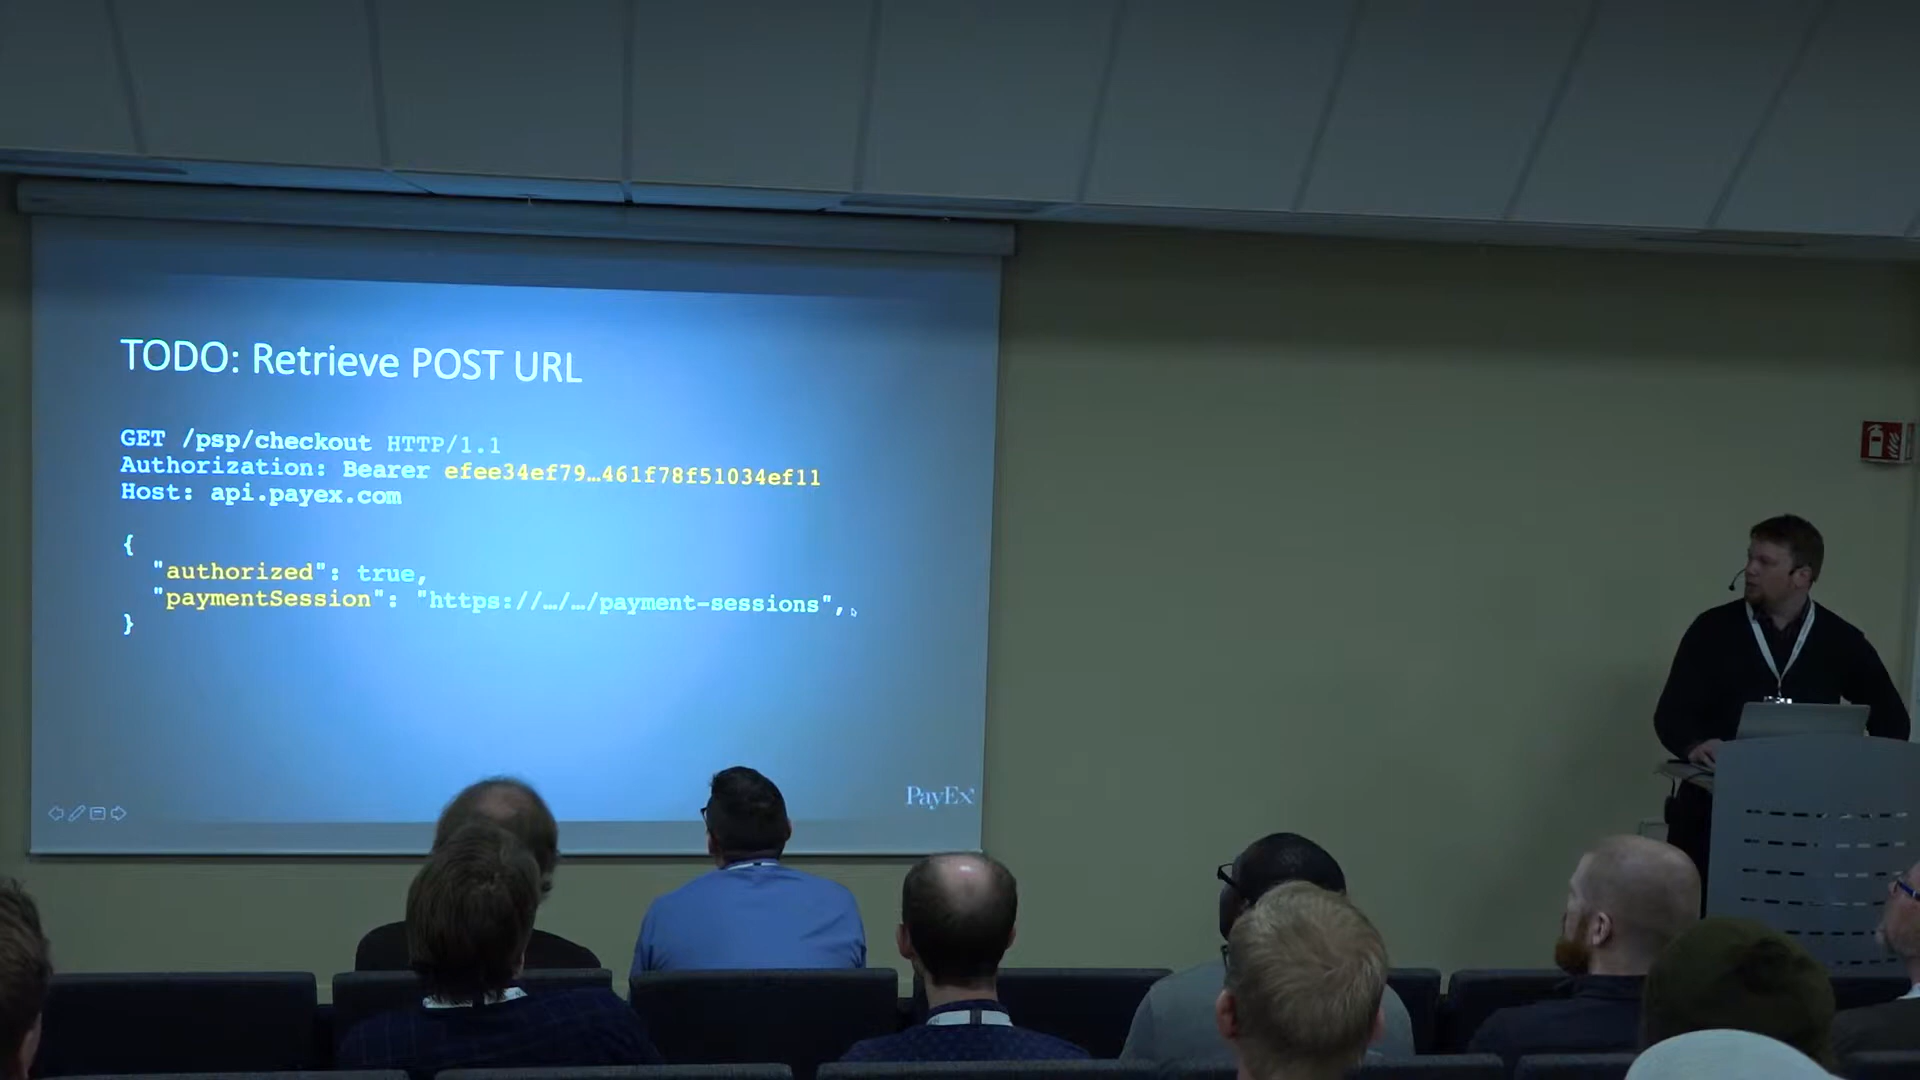 TODO: Retrieve POST URL
GET /psp/checkout HTTP/1.1
Authorization: Bearer efee34ef79…461f78f51034ef11
Host: api.payex.com
{
"authorized": true,
"paymentSession": "https://…/…/payment-sessions",
}
PayEx